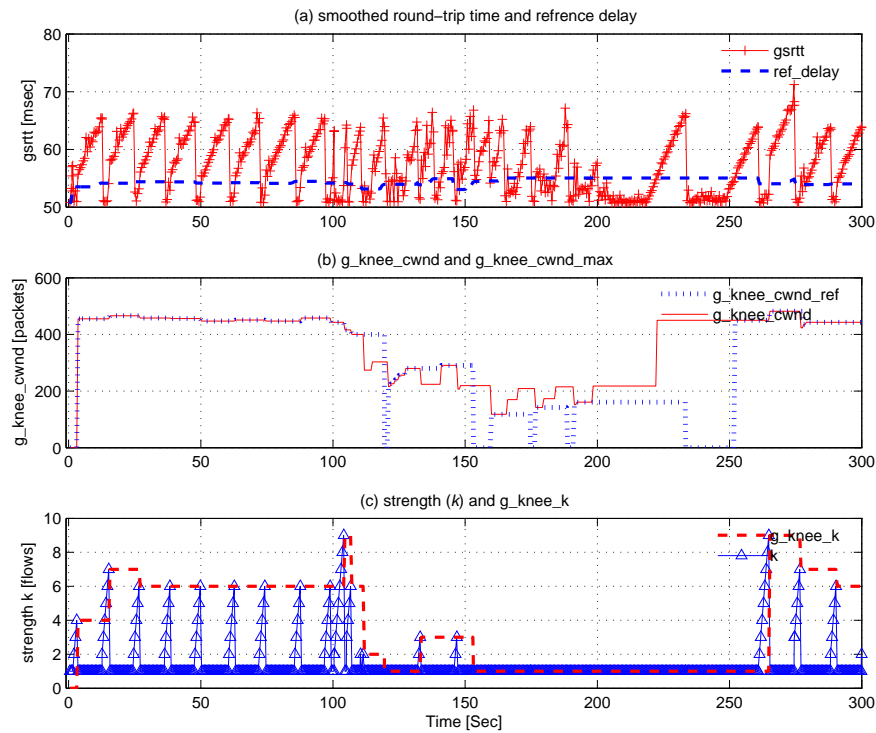 (a) smoothed round−trip time and refrence delay
80
70
60
50
gsrtt [msec]
gsrtt
ref_delay
0 50 100 150 200 250 300
(b) g_knee_cwnd and g_knee_cwnd_max
600
400
200
0
g_knee_cwnd [packets]
g_knee_cwnd_ref
g_knee_cwnd
0 50 100 150 200 250 300
(c) strength (k) and g_knee_k
10
8
6
4
2
0
strength k [flows]
g_knee_k
k
0 50 100 150 200 250 300
Time [Sec]